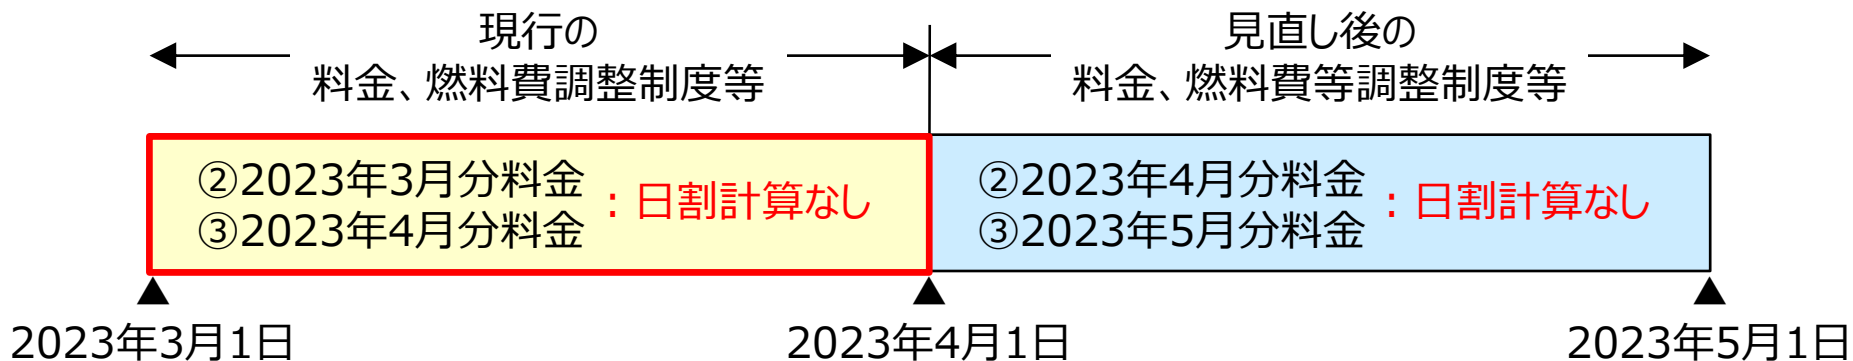 現行の
料金、燃料費調整制度等
見直し後の
料金、燃料費等調整制度等
②2023年3月分料金
③2023年4月分料金
：日割計算なし
②2023年4月分料金
③2023年5月分料金
：日割計算なし
2023年3月1日
2023年4月1日
2023年5月1日